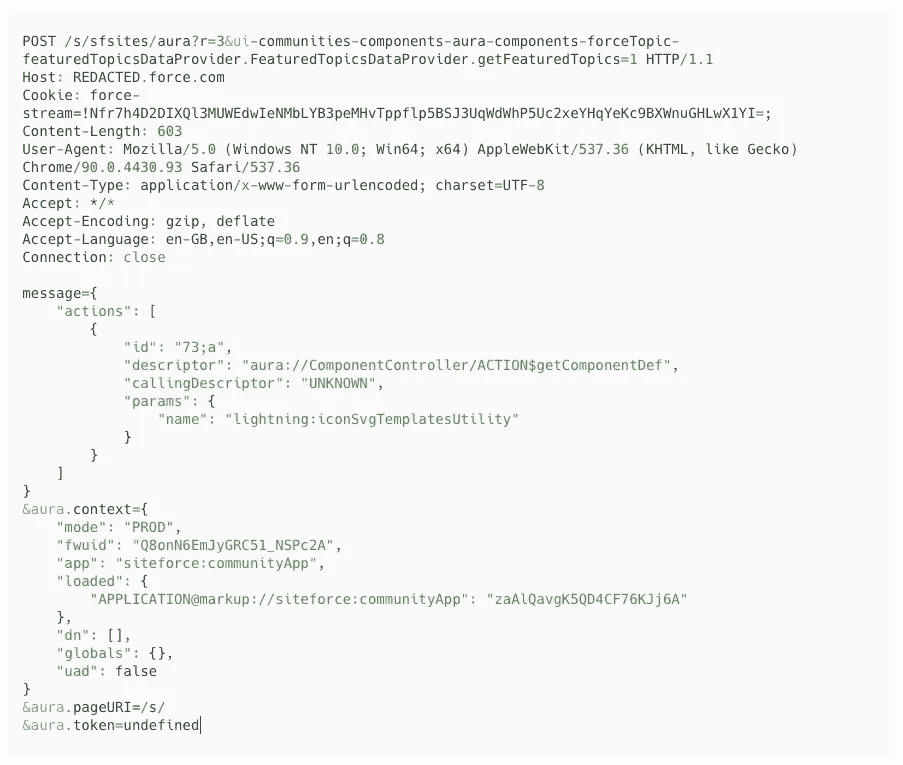 POST /s/sfsites/aura?r=3&ui-communities-components-aura-components-forceTopic-
featuredTopicsDataProvider.FeaturedTopicsDataProvider.getFeaturedTopics=1 HTTP/1.1
Host: REDACTED.force.com
Cookie: force-
stream=!Nfr7h4D2DIXQl3MUWEdwIeNMbLYB3peMHvTppflp5BSJ3UqWdWhP5Uc2xeYHqYeKc9BXWnuGHLwX1YI=;
Content-Length: 603
User-Agent: Mozilla/5.0 (Windows NT 10.0; Win64; x64) AppleWebKit/537.36 (KHTML, like Gecko)
Chrome/90.0.4430.93 Safari/537.36
Content-Type: application/x-www-form-urlencoded; charset=UTF-8
Accept: */*
Accept-Encoding: gzip, deflate
Accept-Language: en-GB,en-US;q=0.9,en;q=0.8
Connection: close

message={
    "actions": [
        {
            "id": "73;a",
            "descriptor": "aura://ComponentController/ACTION$getComponentDef",
            "callingDescriptor": "UNKNOWN",
            "params": {
                "name": "lightning:iconSvgTemplatesUtility"
            }
        }
    ]
}
&aura.context={
    "mode": "PROD",
    "fwuid": "Q8onN6EmJyGRC51_NSPc2A",
    "app": "siteforce:communityApp",
    "loaded": {
        "APPLICATION@markup://siteforce:communityApp": "zaAlQavgK5QD4CF76KJj6A"
    },
    "dn": [],
    "globals": {},
    "uad": false
}
&aura.pageURI=/s/
&aura.token=undefined